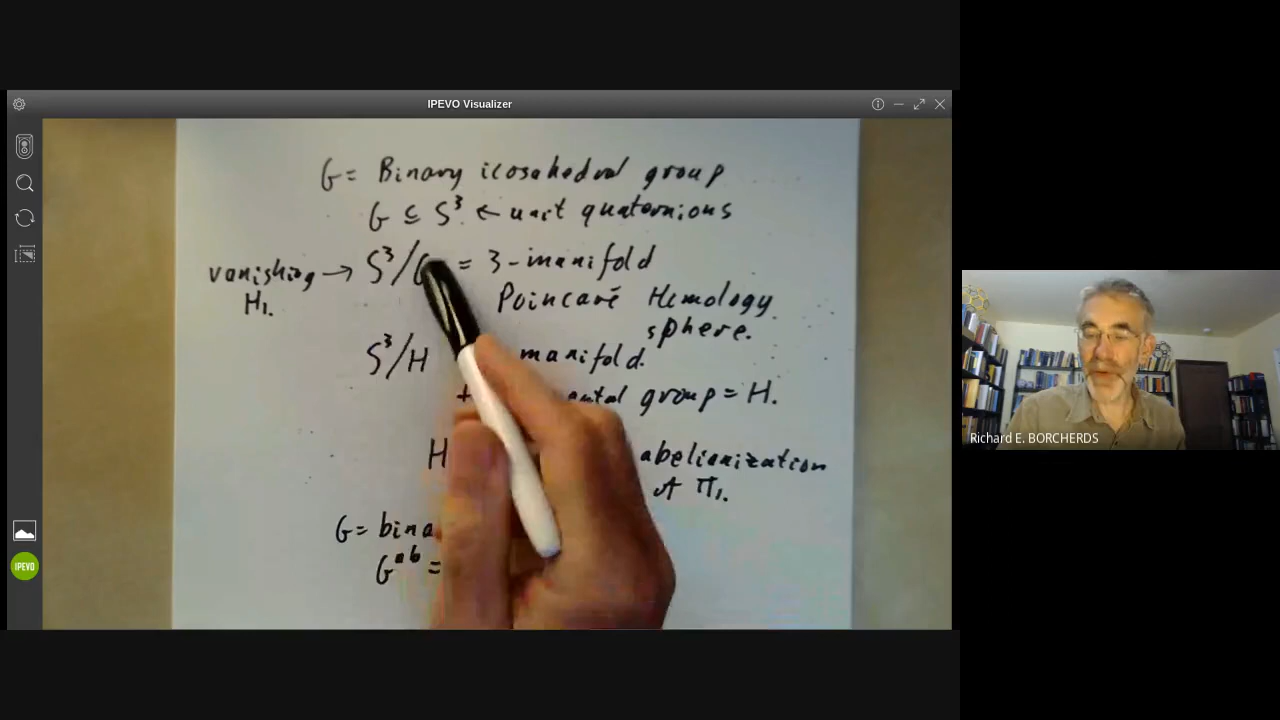 IPEVO Visualizer
G = Binary icosahedral group
G ⊆ S³ ← unit quaternions
vanishing → S³/G = 3-manifold
H₁.
Poincaré Homology
sphere.
S³/H manifold.
+ group = H.
H abelianization
of π₁.
G = bina
G^ab =
Richard E. BORCHERDS
IPEVO